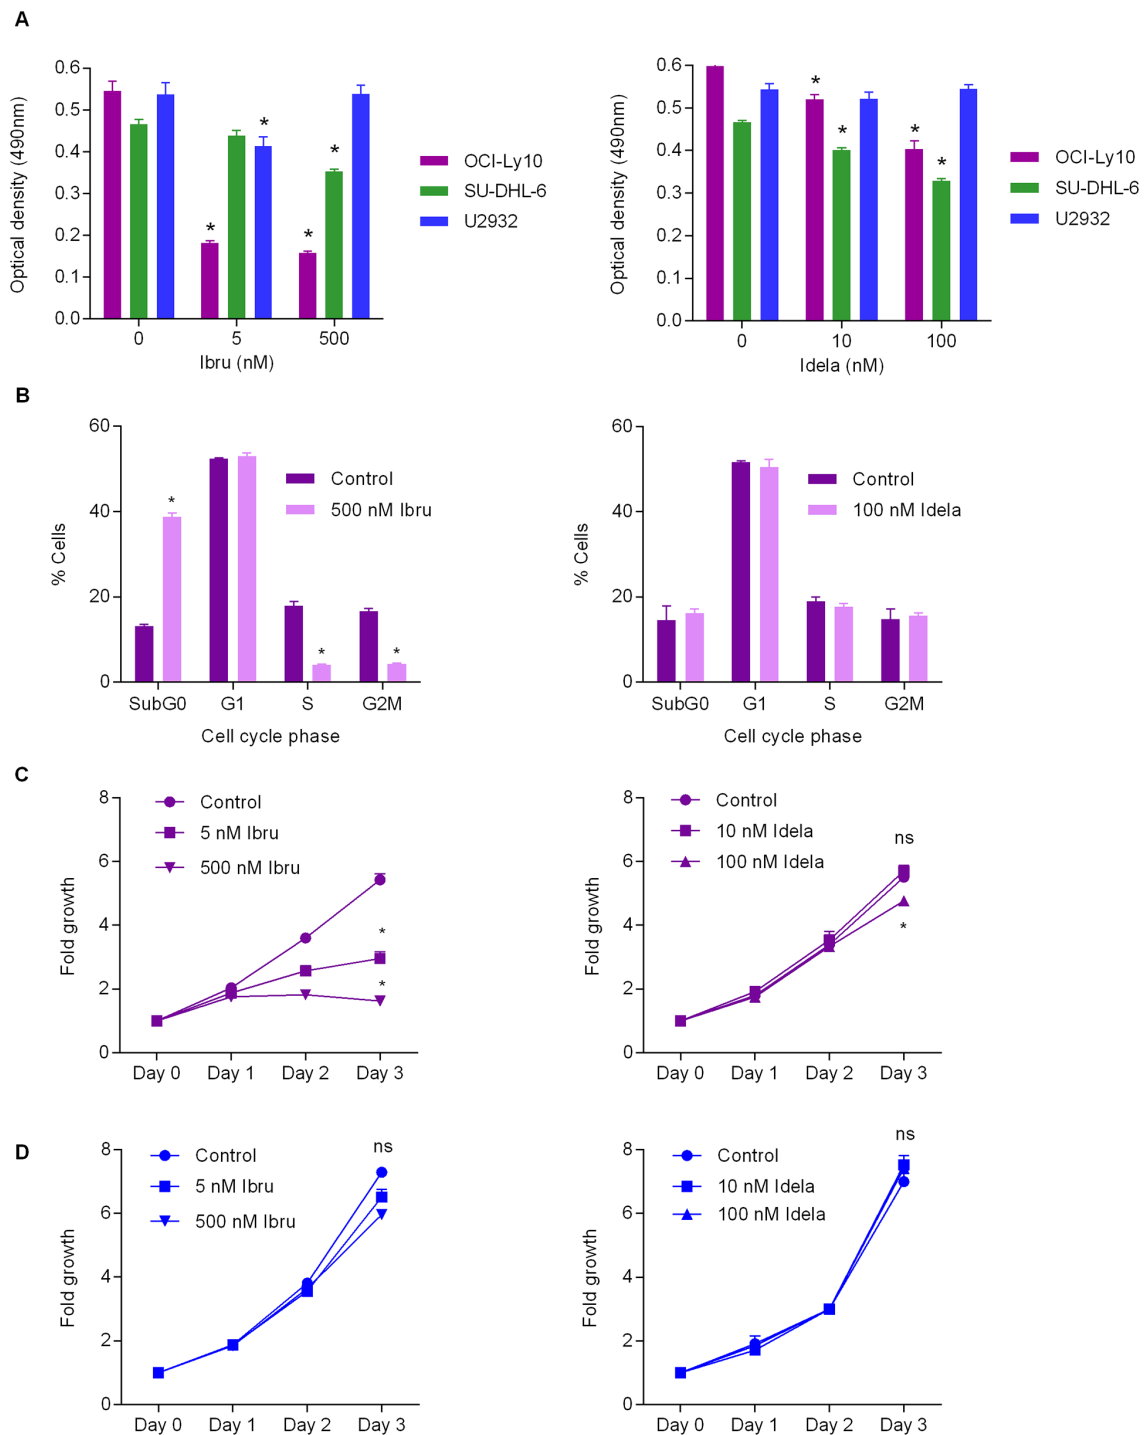 A
Optical density (490nm)
0.6
0.5
0.4
0.3
0.2
0.1
0.0
* * * *
0 5 500
Ibru (nM)
OCI-Ly10
SU-DHL-6
U2932
Optical density (490nm)
0.6
0.5
0.4
0.3
0.2
0.1
0.0
* * * *
0 10 100
Idela (nM)
OCI-Ly10
SU-DHL-6
U2932
B
% Cells
60
40
20
0
* * *
Control
500 nM Ibru
SubG0 G1 S G2M
Cell cycle phase
% Cells
60
40
20
0
Control
100 nM Idela
SubG0 G1 S G2M
Cell cycle phase
C
Fold growth
8
6
4
2
0
Control
5 nM Ibru
500 nM Ibru
*
*
Day 0 Day 1 Day 2 Day 3
Fold growth
8
6
4
2
0
Control
10 nM Idela
100 nM Idela
ns
*
Day 0 Day 1 Day 2 Day 3
D
Fold growth
8
6
4
2
0
Control
5 nM Ibru
500 nM Ibru
ns
Day 0 Day 1 Day 2 Day 3
Fold growth
8
6
4
2
0
Control
10 nM Idela
100 nM Idela
ns
Day 0 Day 1 Day 2 Day 3